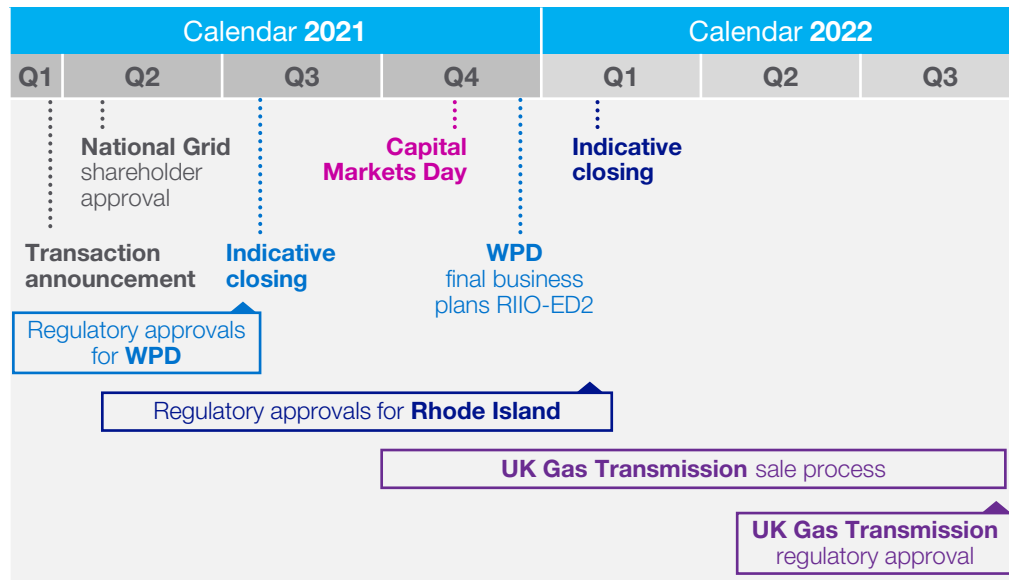 Calendar 2021
Calendar 2022
Q1
Q2
Q3
Q4
Q1
Q2
Q3
National Grid
shareholder
approval
Capital
Markets Day
Indicative
closing
Transaction
announcement
Indicative
closing
WPD
final business
plans RIIO-ED2
Regulatory approvals
for WPD
Regulatory approvals for Rhode Island
UK Gas Transmission sale process
UK Gas Transmission
regulatory approval